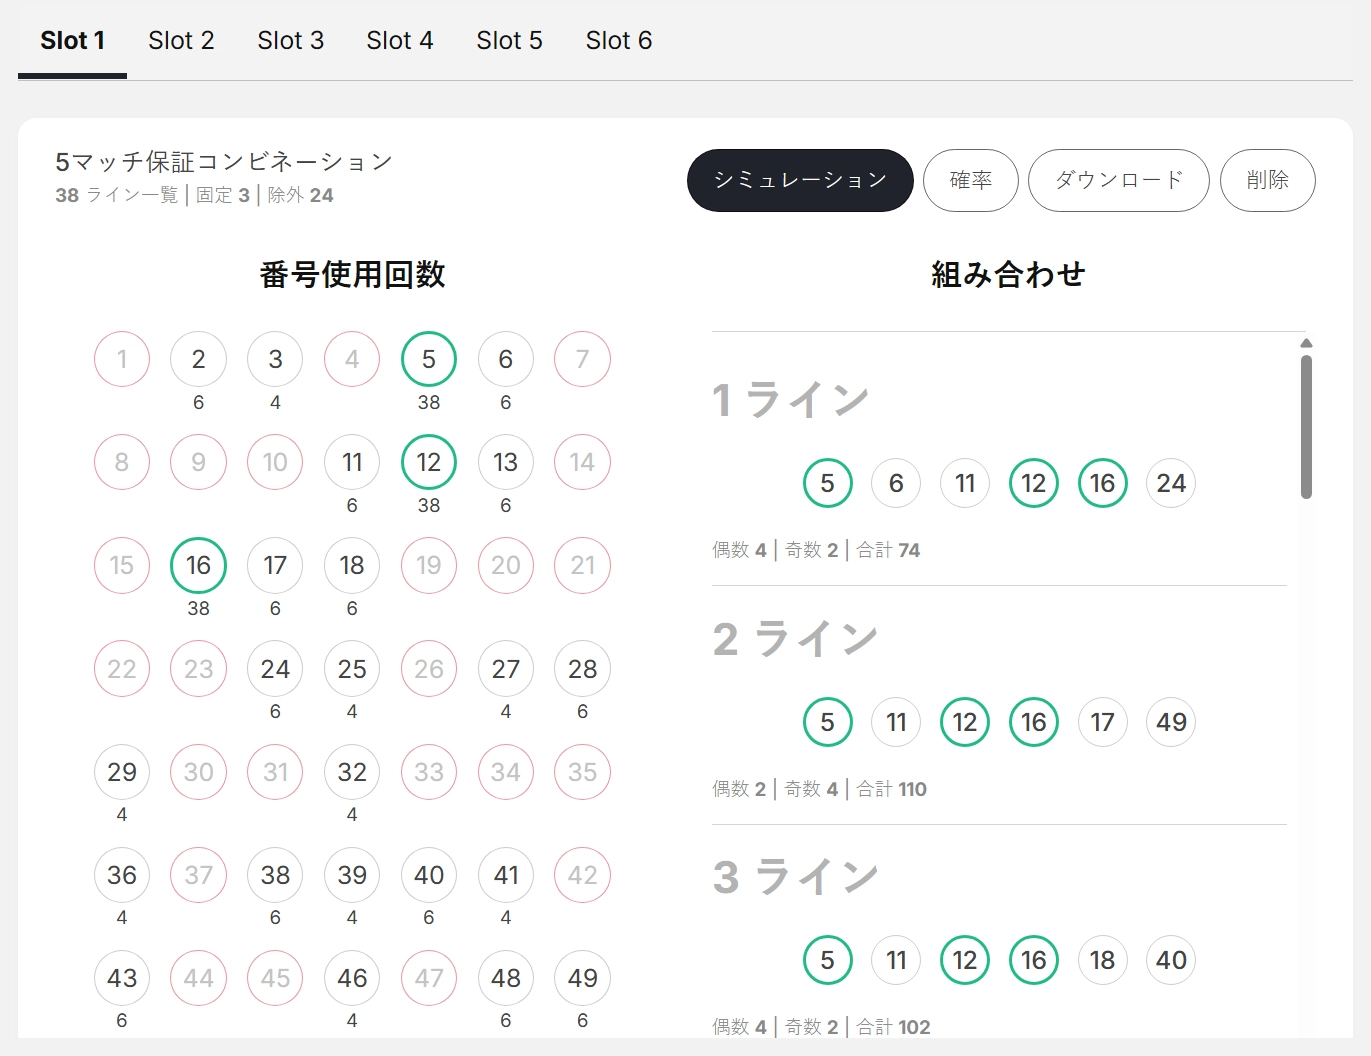 Slot 1 Slot 2 Slot 3 Slot 4 Slot 5 Slot 6
5マッチ保証コンビネーション
38 ライン一覧 | 固定 3 | 除外 24
シミュレーション 確率 ダウンロード 削除
番号使用回数
1 2 3 4 5 6 7
6 4 38 6
8 9 10 11 12 13 14
6 38 6
15 16 17 18 19 20 21
38 6 6
22 23 24 25 26 27 28
6 4 4 6
29 30 31 32 33 34 35
4 4
36 37 38 39 40 41 42
4 6 4 6 4
43 44 45 46 47 48 49
6 4 6 6
組み合わせ
1 ライン
5 6 11 12 16 24
偶数 4 | 奇数 2 | 合計 74
2 ライン
5 11 12 16 17 49
偶数 2 | 奇数 4 | 合計 110
3 ライン
5 11 12 16 18 40
偶数 4 | 奇数 2 | 合計 102